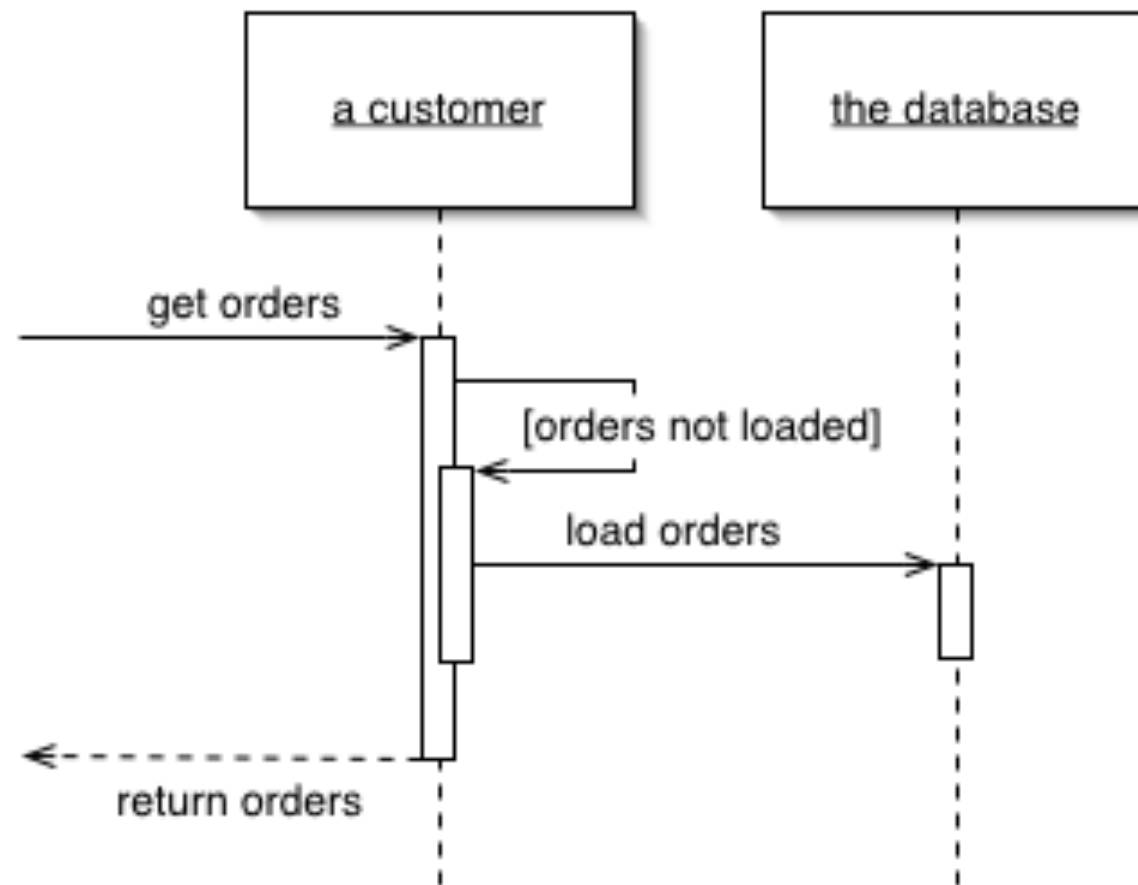 a customer
the database
get orders
[orders not loaded]
load orders
return orders